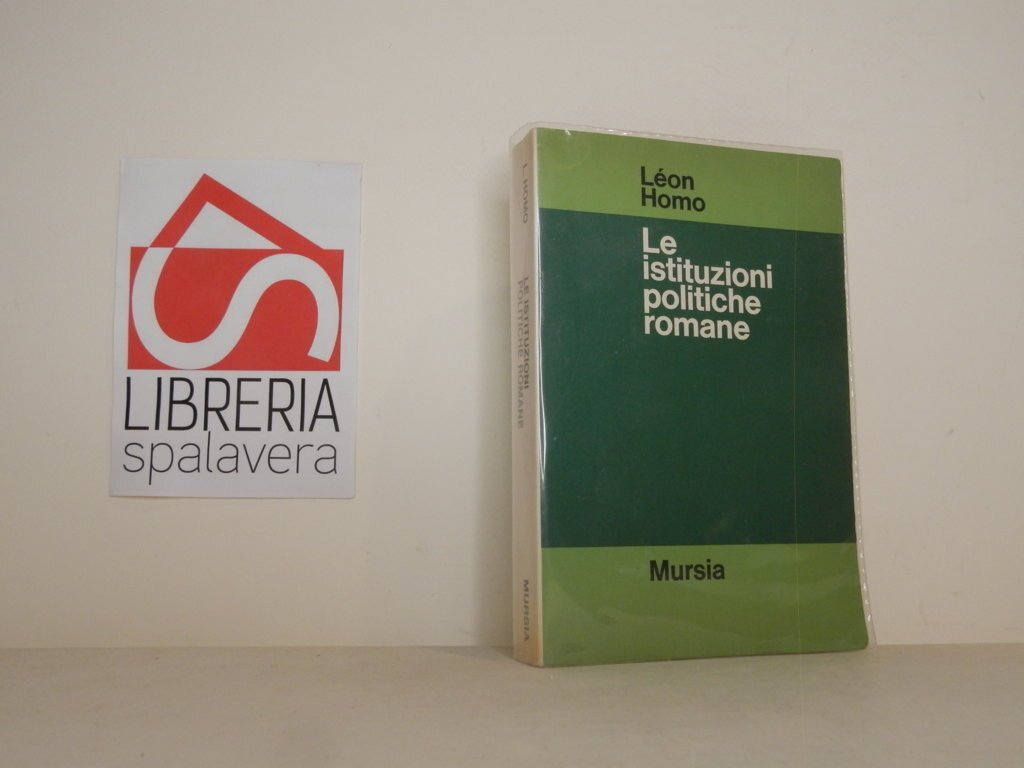 LIBRERIA
spalavera
L. HOMO
LE ISTITUZIONI
POLITICHE ROMANE
MURSIA
Léon
Homo
Le
istituzioni
politiche
romane
Mursia